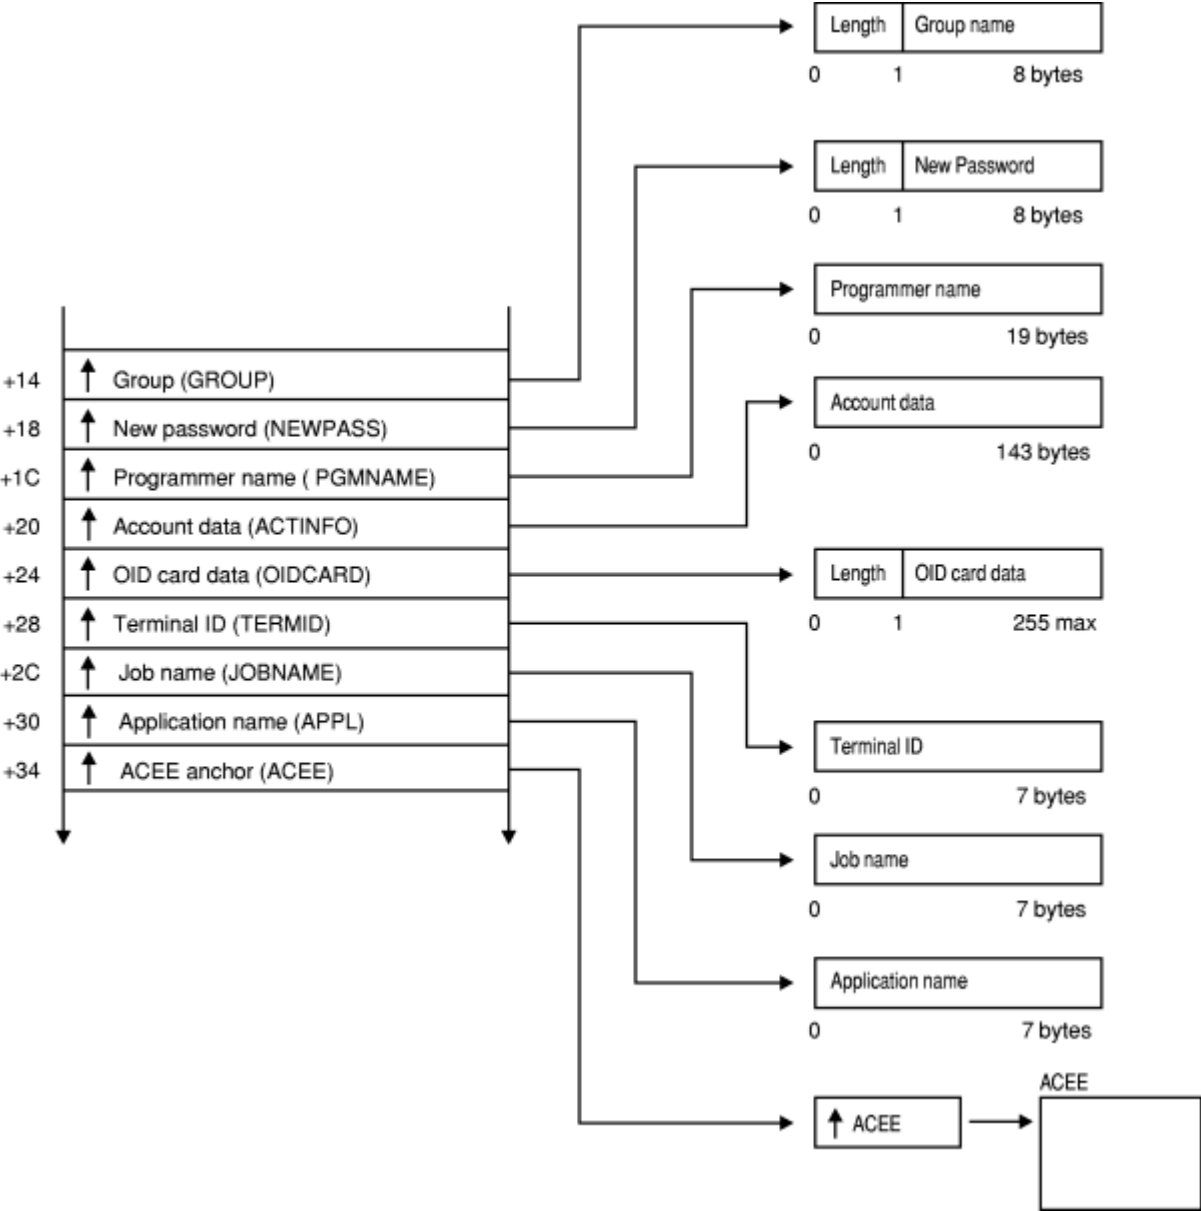 Length Group name
0 1 8 bytes
Length New Password
0 1 8 bytes
Programmer name
0 19 bytes
Account data
0 143 bytes
+14 Group (GROUP)
+18 New password (NEWPASS)
+1C Programmer name ( PGMNAME)
+20 Account data (ACTINFO)
+24 OID card data (OIDCARD)
+28 Terminal ID (TERMID)
+2C Job name (JOBNAME)
+30 Application name (APPL)
+34 ACEE anchor (ACEE)
Length OID card data
0 1 255 max
Terminal ID
0 7 bytes
Job name
0 7 bytes
Application name
0 7 bytes
ACEE
ACEE